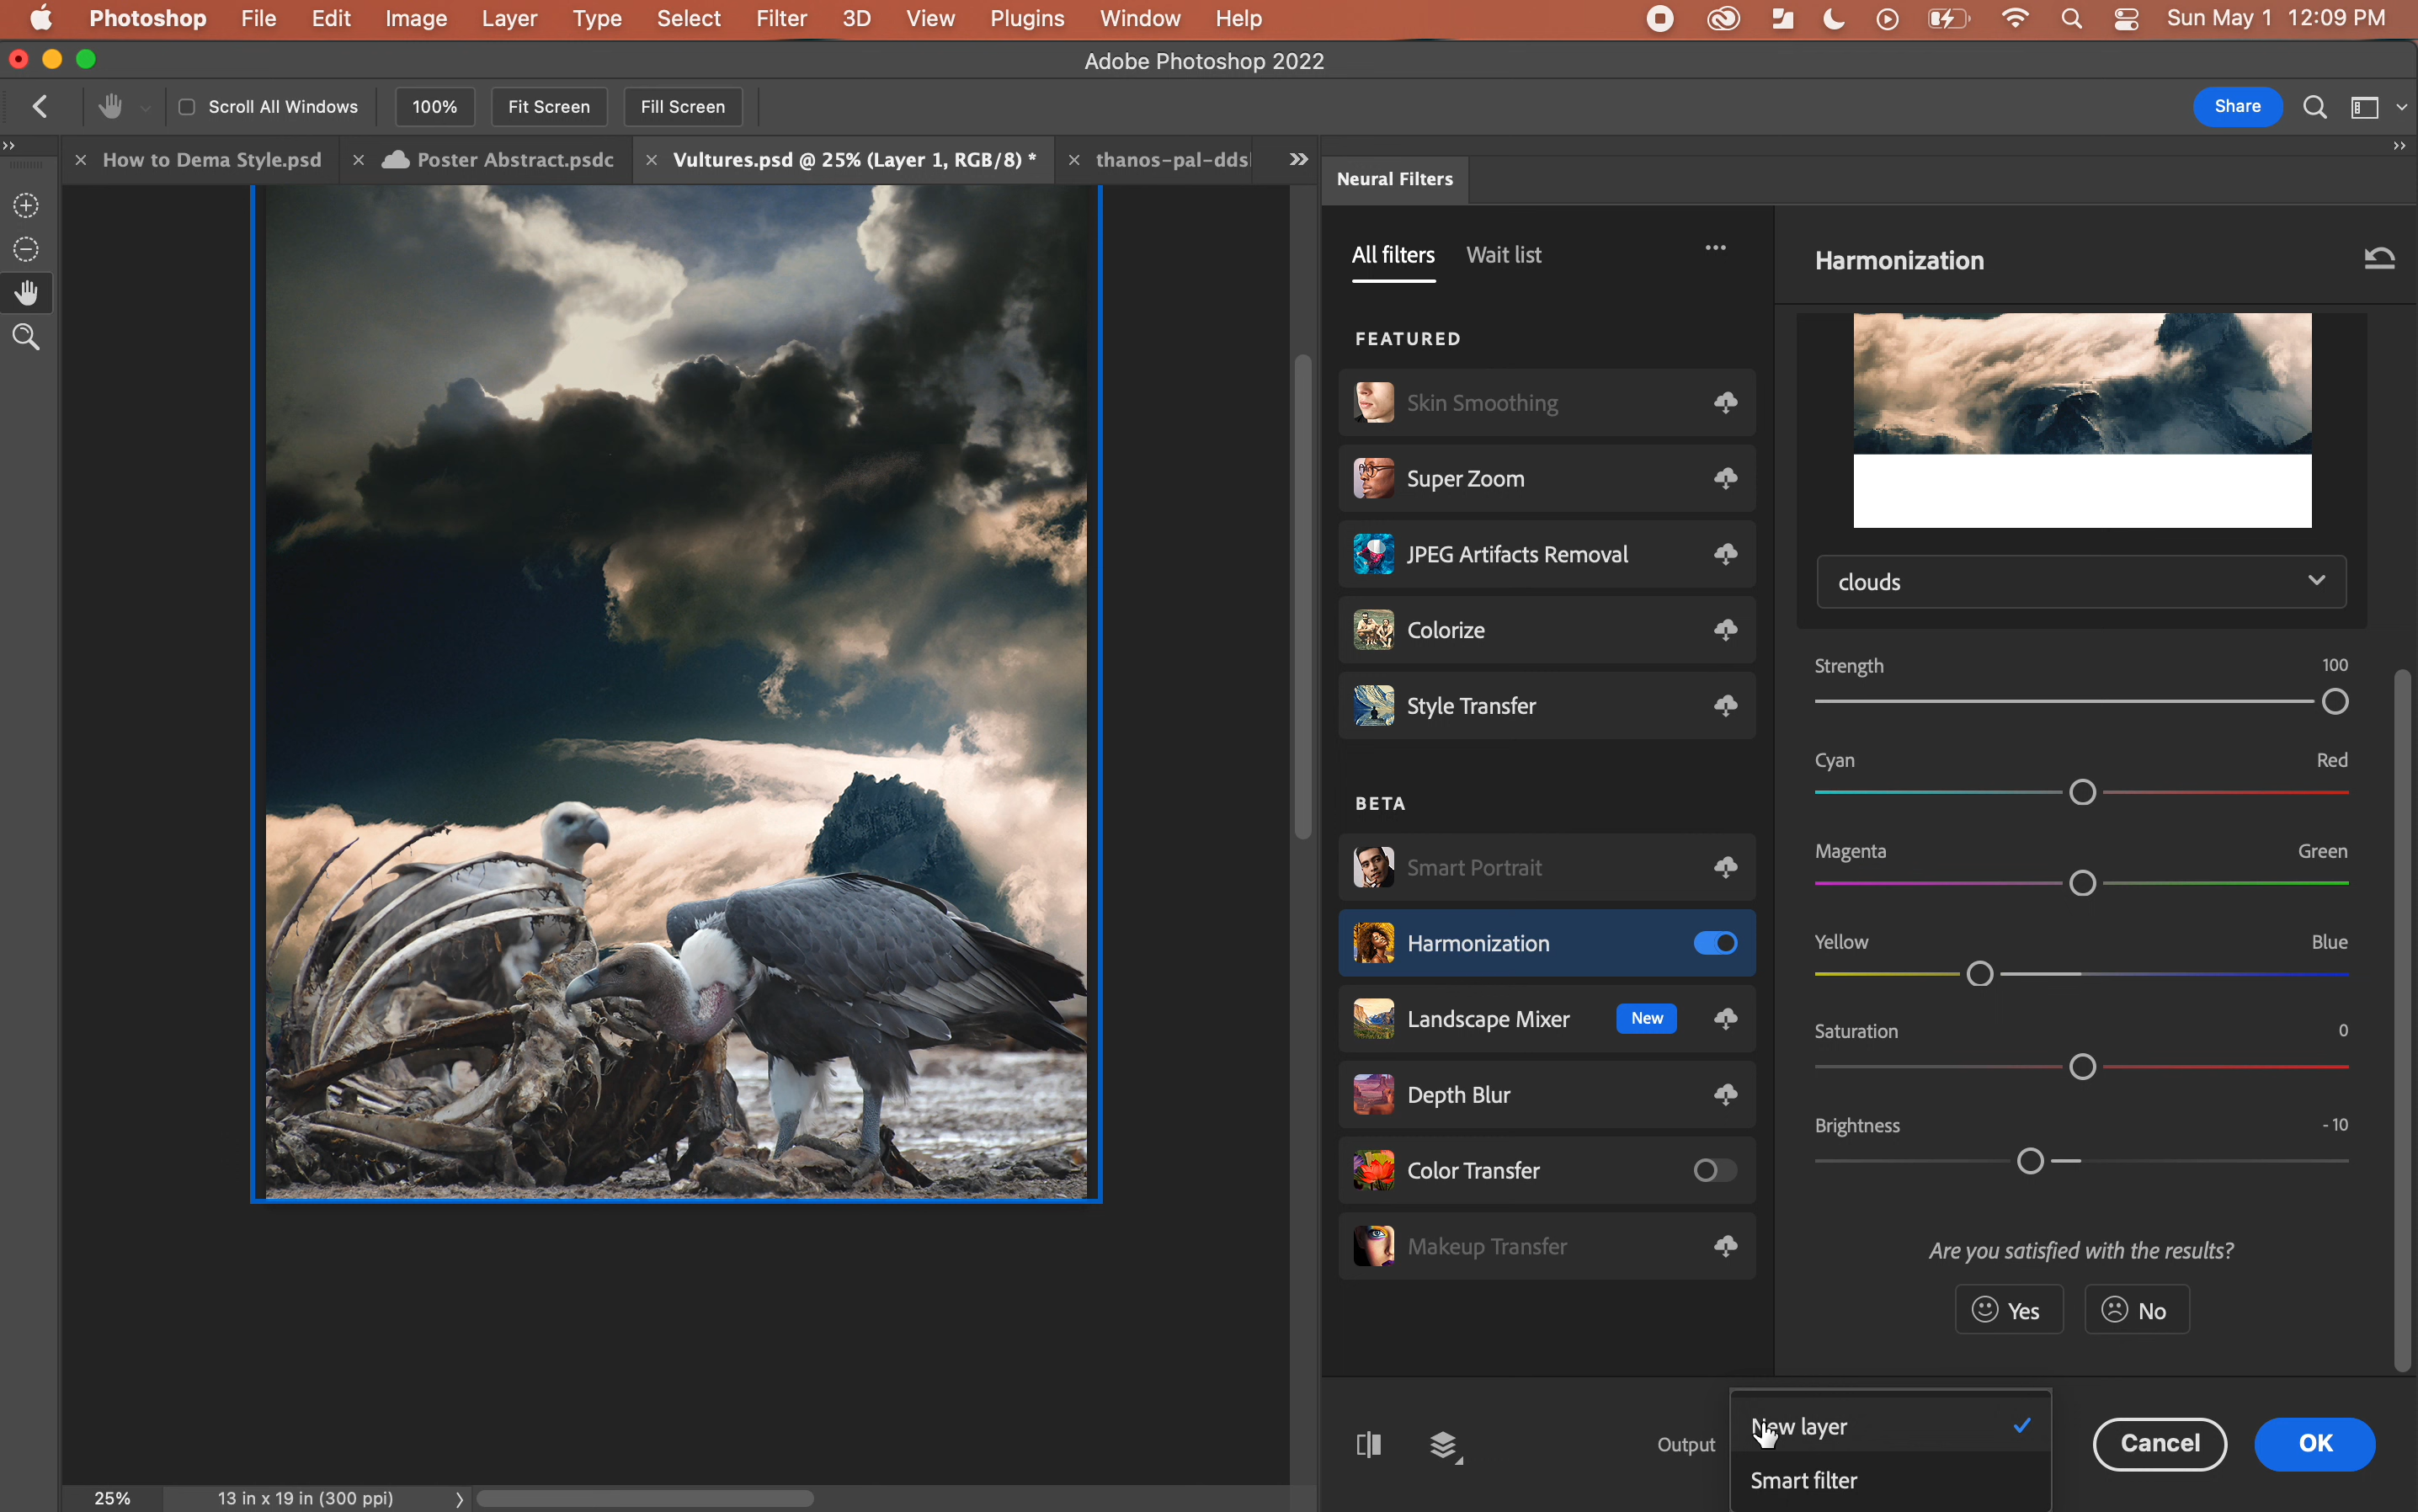 Photoshop File Edit Image Layer Type Select Filter 3D View Plugins Window Help Sun May 1 12:09 PM
Adobe Photoshop 2022
Scroll All Windows 100% Fit Screen Fill Screen Share
How to Dema Style.psd Poster Abstract.psdc Vultures.psd @ 25% (Layer 1, RGB/8) * thanos-pal-dds
Neural Filters
All filters Wait list
Harmonization
FEATURED
Skin Smoothing
Super Zoom
JPEG Artifacts Removal
Colorize
Style Transfer
BETA
Smart Portrait
Harmonization
Landscape Mixer New
Depth Blur
Color Transfer
Makeup Transfer
clouds
Strength 100
Cyan Red
Magenta Green
Yellow Blue
Saturation 0
Brightness -10
Are you satisfied with the results?
Yes No
Output
New layer
Smart filter
Cancel OK
25% 13 in x 19 in (300 ppi)